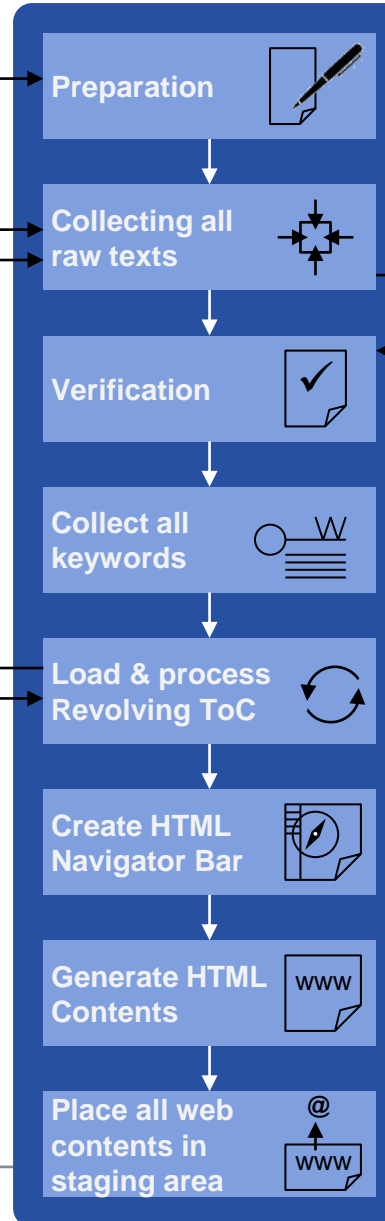 Preparation
Collecting all
raw texts
Verification
Collect all
keywords
Load & process
Revolving ToC
Create HTML
Navigator Bar
Generate HTML
Contents
www
Place all web
contents in
staging area
@
www